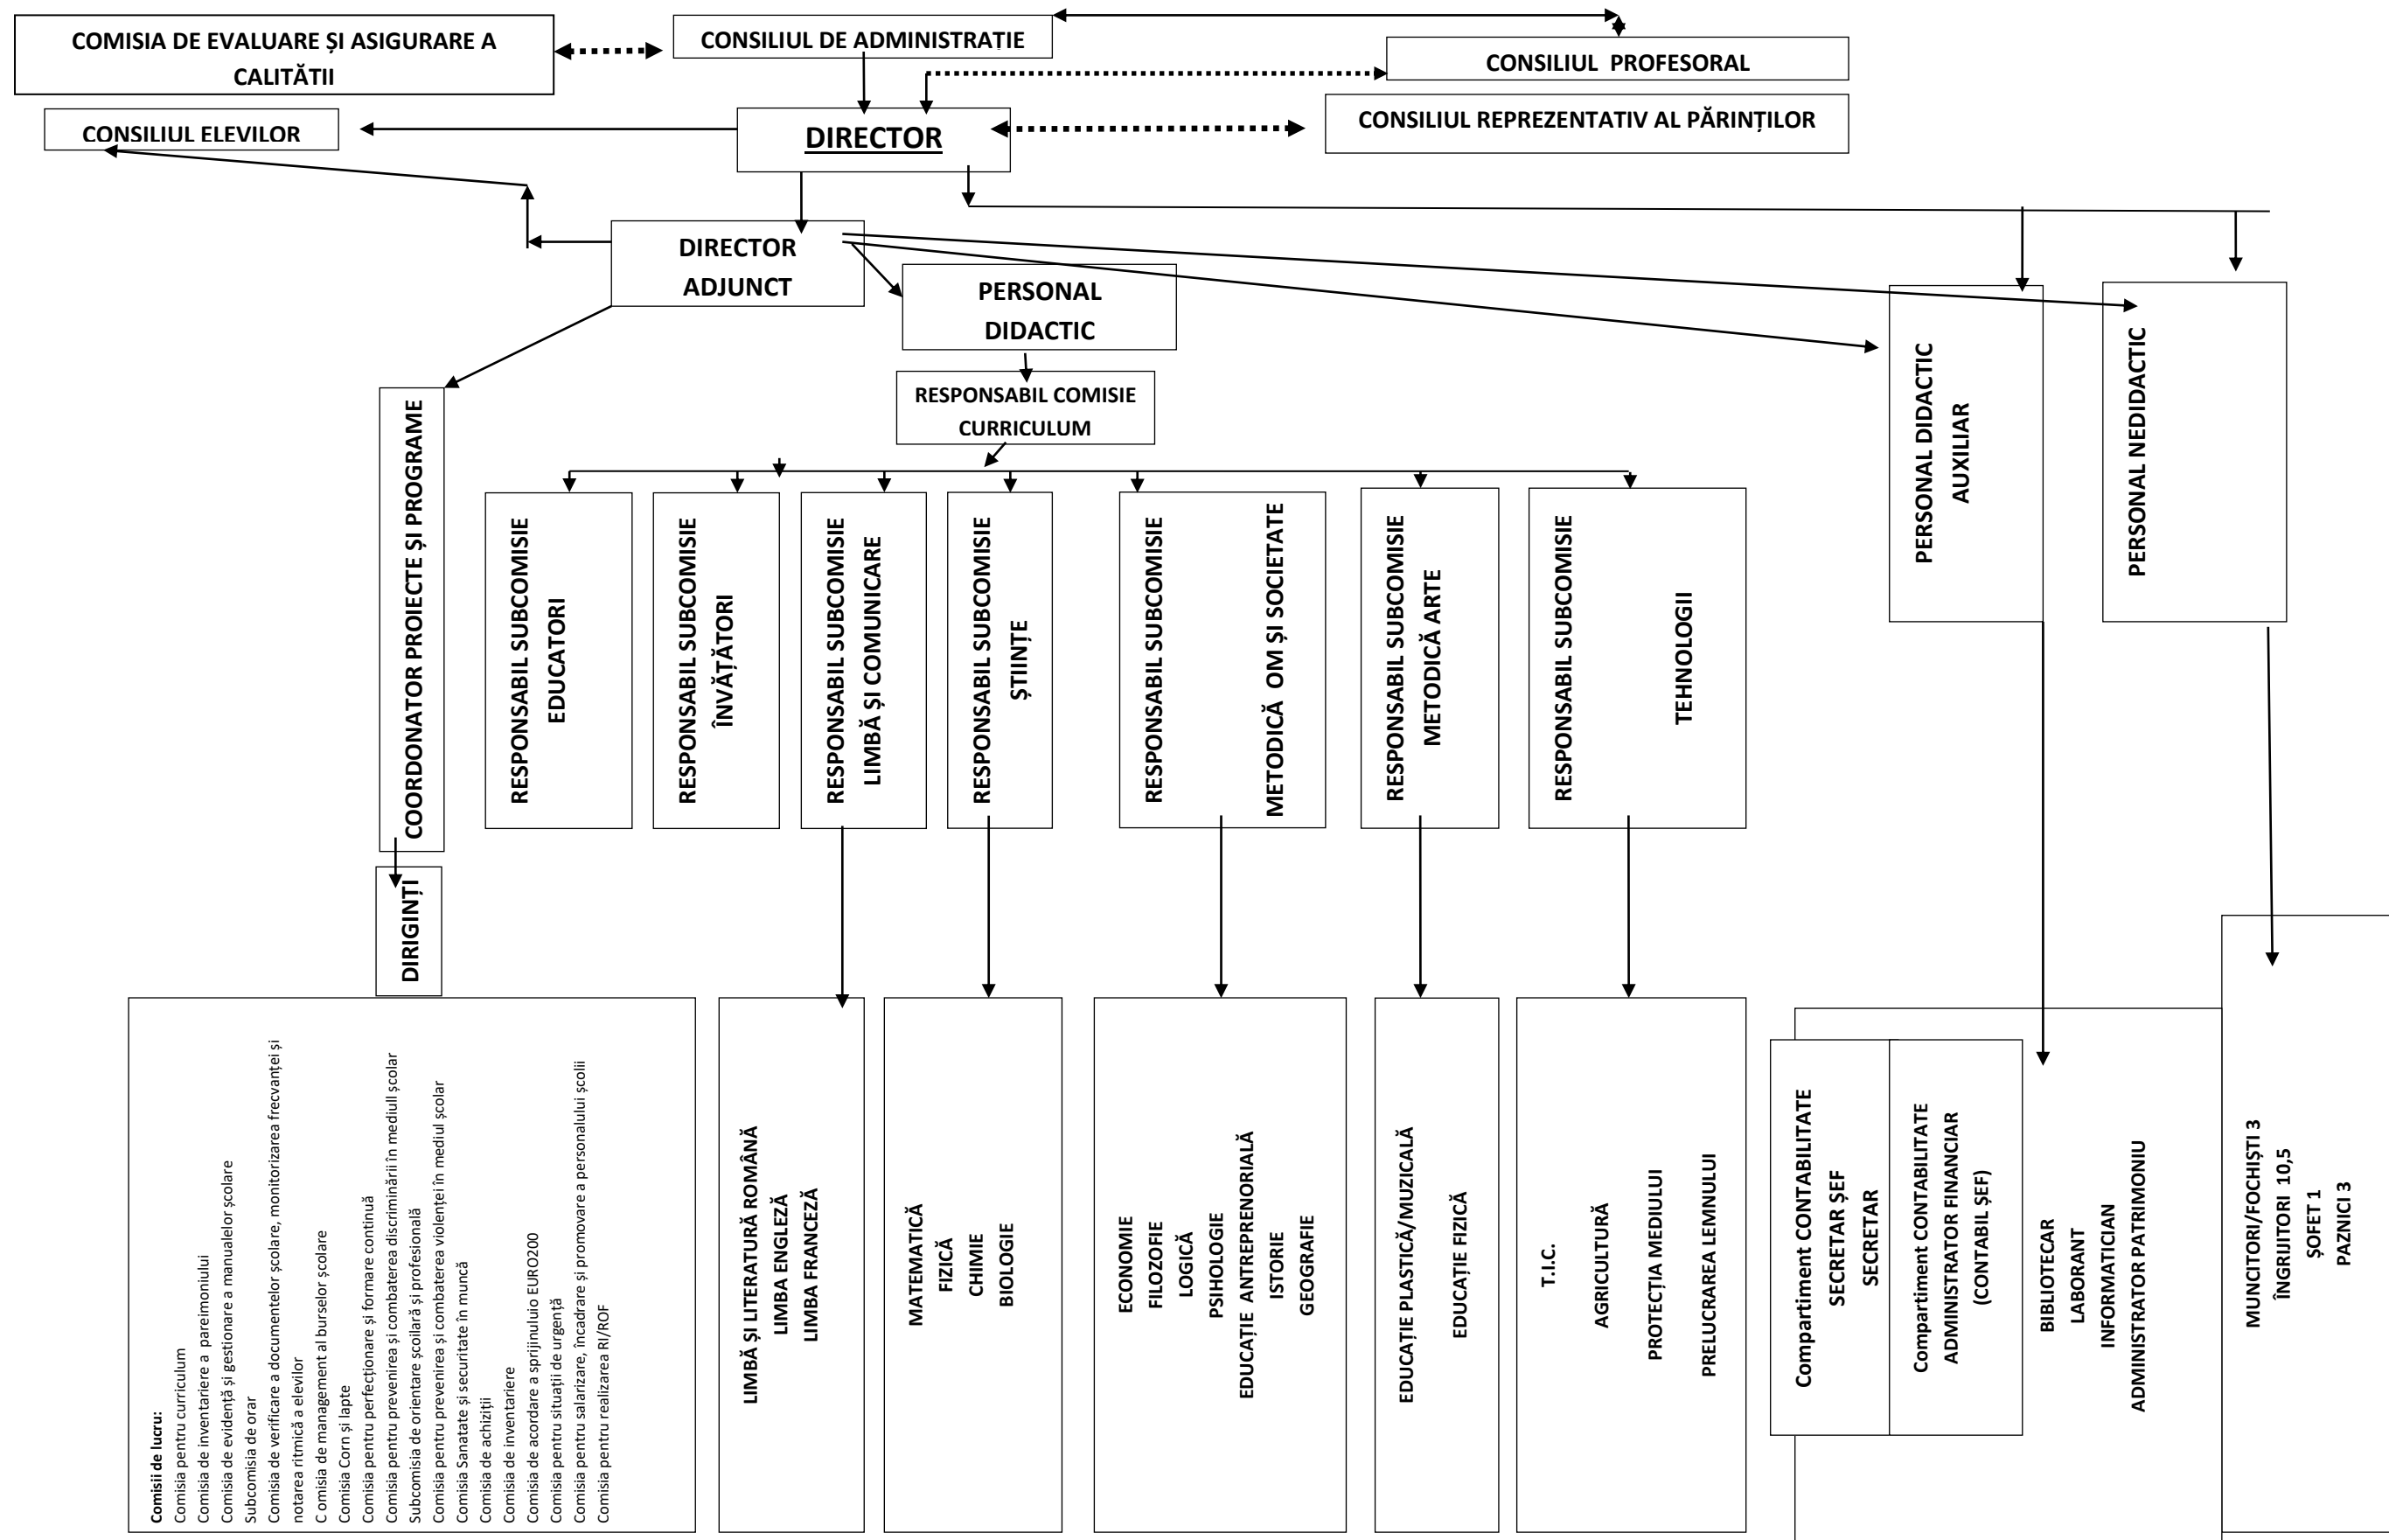 COMISIA DE EVALUARE ȘI ASIGURARE A
CALITĂTII
CONSILIUL DE ADMINISTRATIE
CONSILIUL PROFESORAL
CONSILIUL ELEVILOR
DIRECTOR
CONSILIUL REPREZENTATIV AL PĂRINȚILOR
DIRECTOR
ADJUNCT
PERSONAL
DIDACTIC
RESPONSABIL COMISIE
CURRICULUM
PERSONAL DIDACTIC
AUXILIAR
PERSONAL NEDIDACTIC
COORDONATOR PROIECTE ȘI PROGRAME
RESPONSABIL SUBCOMISIE
EDUCATORI
RESPONSABIL SUBCOMISIE
ÎNVĂȚĂTORI
RESPONSABIL SUBCOMISIE
LIMBĂ ȘI COMUNICARE
RESPONSABIL SUBCOMISIE
ȘTIINȚE
RESPONSABIL SUBCOMISIE
METODICĂ OM ȘI SOCIETATE
RESPONSABIL SUBCOMISIE
METODICĂ ARTE
RESPONSABIL SUBCOMISIE
TEHNOLOGII
DIRIGINȚI
Comisii de lucru:
Comisia pentru curriculum
Comisia de inventariere a pareimoniului
Comisia de evidență și gestionare a manualelor școlare
Subcomisia de orar
Comisia de verificare a documentelor școlare, monitorizarea frecvanței și
notarea ritmică a elevilor
C omisia de management al burselor școlare
Comisia Corn și lapte
Comisia pentru perfecționare și formare continuă
Comisia pentru prevenirea și combaterea discriminării în mediull școlar
Subcomisia de orientare școilară și profesională
Comisia pentru prevenirea și combaterea violenței în mediul școlar
Comisia Sanatate și securitate în muncă
Comisia de achiziții
Comisia de inventariere
Comisia de acordare a sprijinuluio EURO200
Comisia pentru situații de urgență
Comisia pentru salarizare, încadrare și promovare a personalului școlii
Comisia pentru realizarea RI/ROF
LIMBĂ ȘI LITERATURĂ ROMÂNĂ
LIMBA ENGLEZĂ
LIMBA FRANCEZĂ
MATEMATICĂ
FIZICĂ
CHIMIE
BIOLOGIE
ECONOMIE
FILOZOFIE
LOGICĂ
PSIHOLOGIE
EDUCAȚIE ANTREPRENORIALĂ
ISTORIE
GEOGRAFIE
EDUCAȚIE PLASTICĂ/MUZICALĂ
EDUCAȚIE FIZICĂ
T.I.C.
AGRICULTURĂ
PROTECȚIA MEDIULUI
PRELUCRAREA LEMNULUI
Compartiment CONTABILITATE
SECRETAR ȘEF
SECRETAR
Compartiment CONTABILITATE
ADMINISTRATOR FINANCIAR
(CONTABIL ȘEF)
BIBLIOTECAR
LABORANT
INFORMATICIAN
ADMINISTRATOR PATRIMONIU
MUNCITORI/FOCHIȘTI 3
ÎNGRIJITORI 10,5
ȘOFET 1
PAZNICI 3